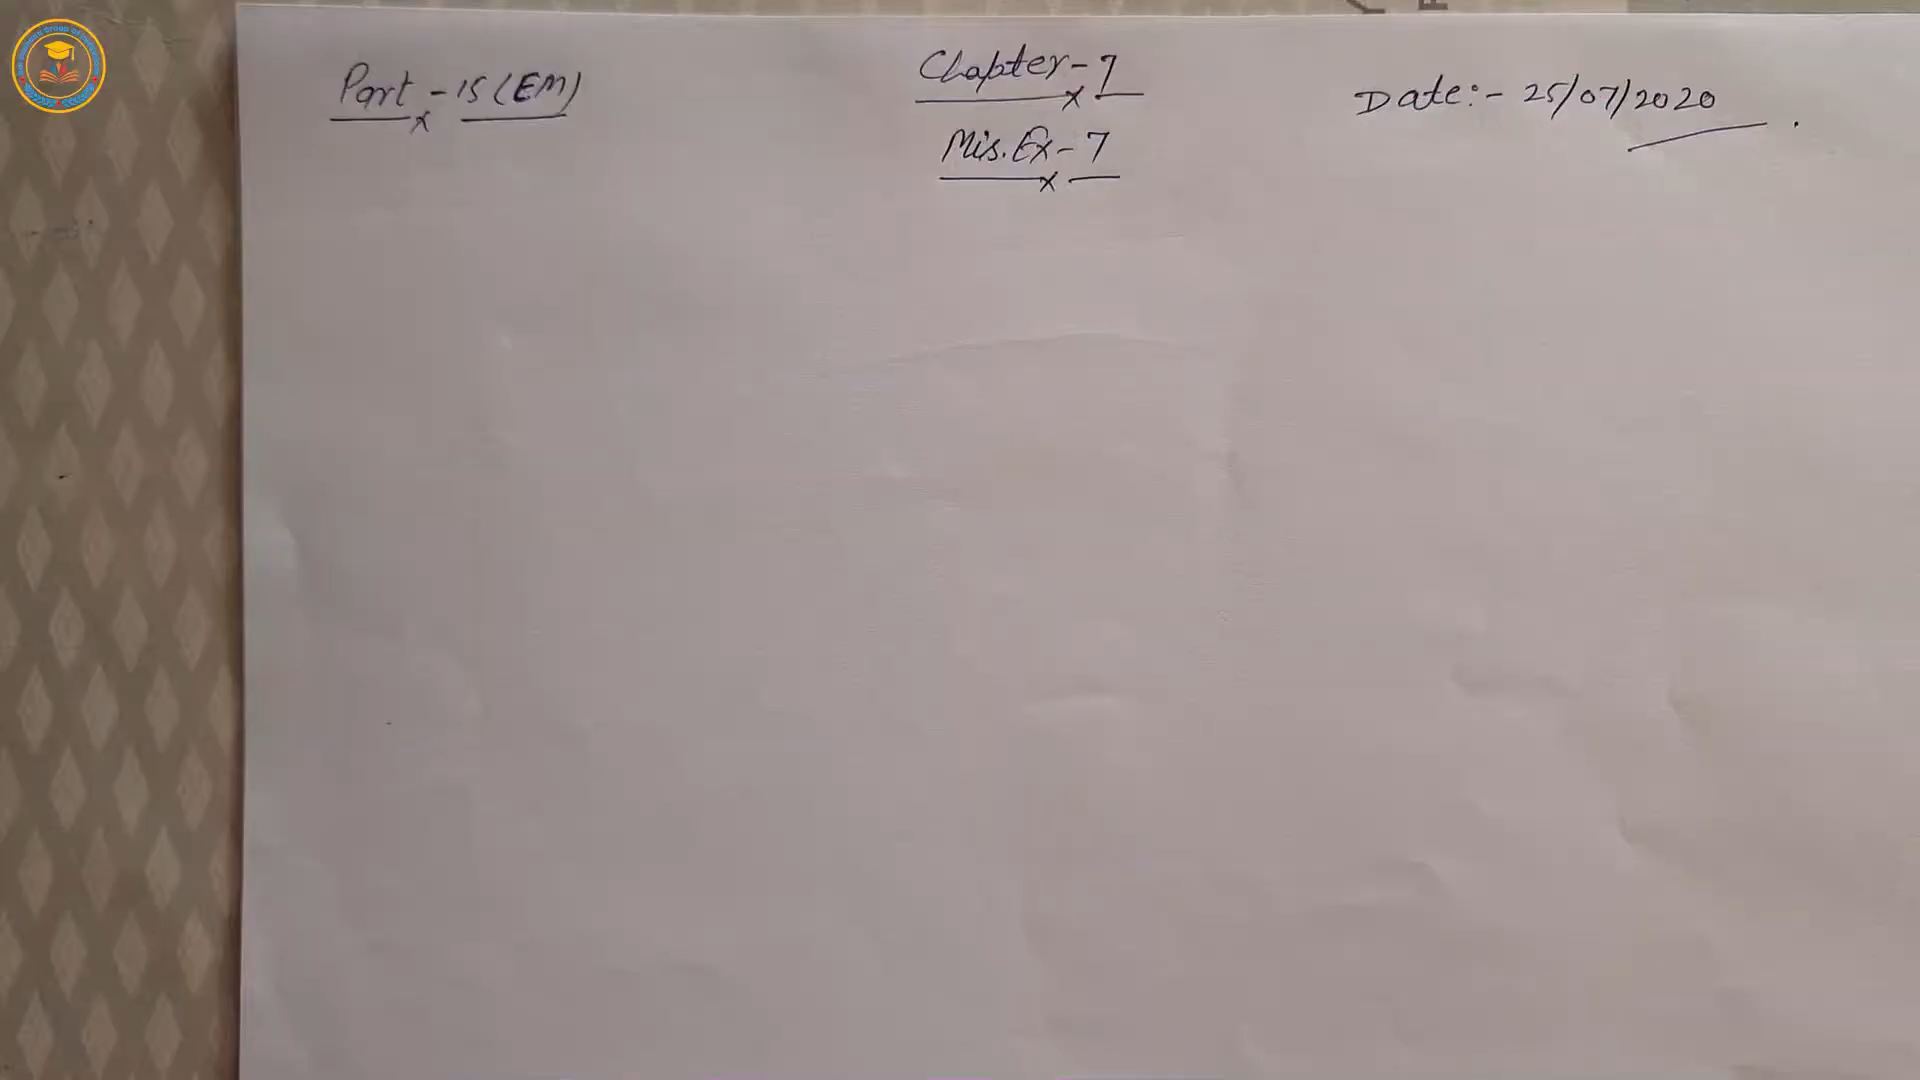 Part - 15 (EM)
Chapter - 7
Date:- 25/07/2020
Mis. Ex - 7